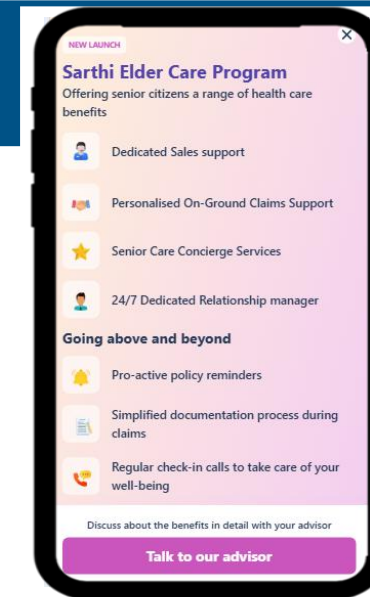 NEW LAUNCH
Sarthi Elder Care Program
Offering senior citizens a range of health care
benefits
Dedicated Sales support
Personalised On-Ground Claims Support
Senior Care Concierge Services
24/7 Dedicated Relationship manager
Going above and beyond
Pro-active policy reminders
Simplified documentation process during
claims
Regular check-in calls to take care of your
well-being
Discuss about the benefits in detail with your advisor
Talk to our advisor